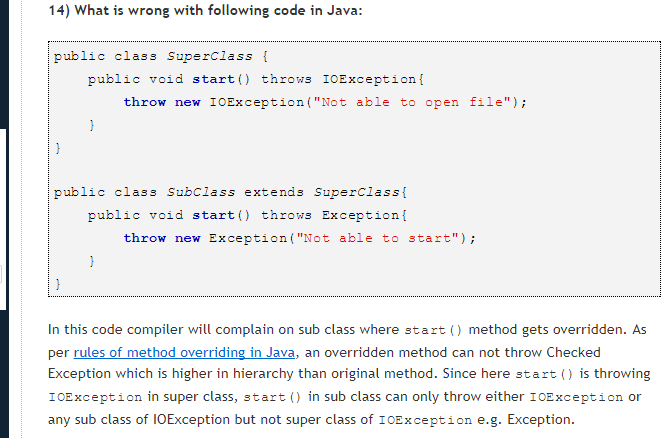 14) What is wrong with following code in Java:
public class SuperClass {
public void start() throws IOException{
throw new IOException("Not able to open file");
}
}
public class SubClass extends SuperClass{
public void start() throws Exception{
throw new Exception("Not able to start");
}
}
In this code compiler will complain on sub class where start() method gets overridden. As
per rules of method overriding in Java, an overridden method can not throw Checked
Exception which is higher in hierarchy than original method. Since here start() is throwing
IOException in super class, start() in sub class can only throw either IOException or
any sub class of IOException but not super class of IOException e.g. Exception.